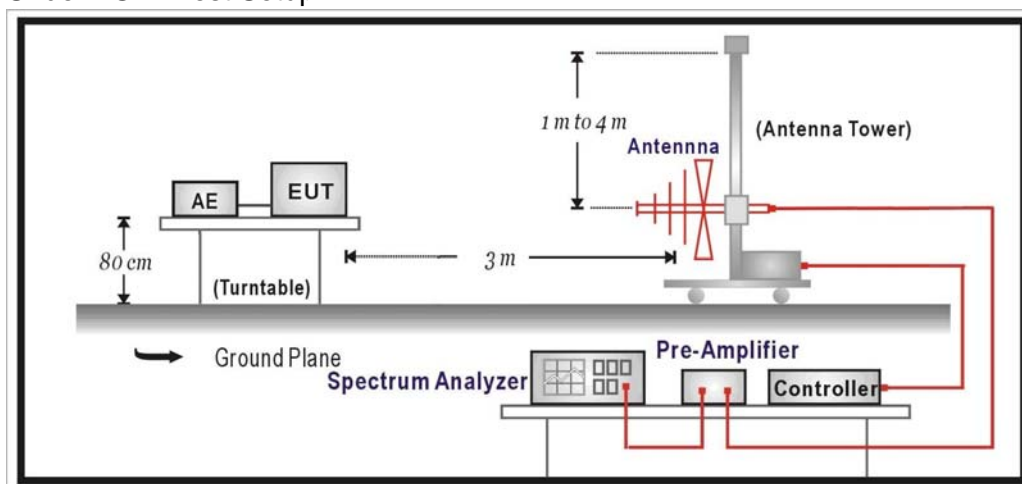 1 m to 4 m
(Antenna Tower)
Antennna
AE
EUT
80 cm
3 m
(Turntable)
Ground Plane
Pre-Amplifier
Spectrum Analyzer
Controller